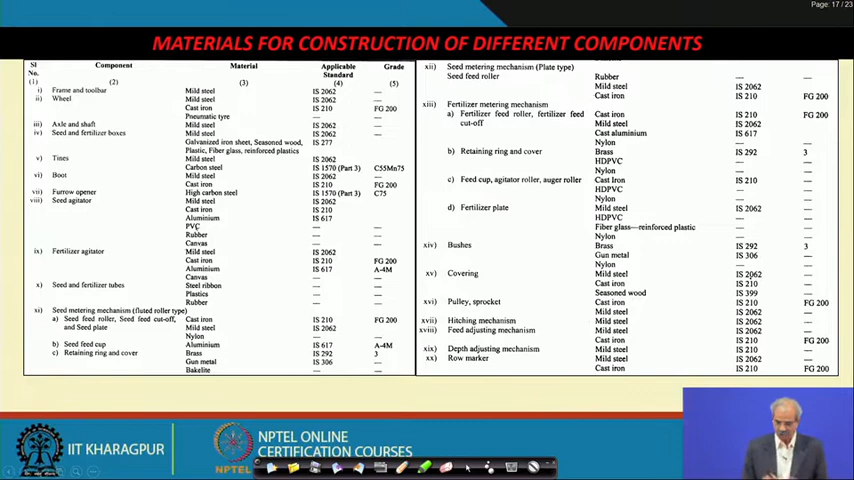 Page: 17 / 23
MATERIALS FOR CONSTRUCTION OF DIFFERENT COMPONENTS
Sl No. Component Material Applicable Standard Grade
(1) (2) (3) (4) (5)
i) Frame and toolbar Mild steel IS 2062 —
ii) Wheel Mild steel IS 2062 —
Cast iron IS 210 FG 200
Pneumatic tyre — —
iii) Axle and shaft Mild steel IS 2062 —
iv) Seed and fertilizer boxes Mild steel IS 2062 —
Galvanized iron sheet, Seasoned wood, IS 277
Plastic, Fiber glass, reinforced plastics
v) Tines Mild steel IS 2062
Carbon steel IS 1570 (Part 3) C55Mn75
vi) Boot Mild steel IS 2062 —
Cast iron IS 210 FG 200
vii) Furrow opener High carbon steel IS 1570 (Part 3) C75
viii) Seed agitator Mild steel IS 2062 —
Cast iron IS 210 —
Aluminium IS 617 —
PVC — —
Rubber — —
Canvas — —
ix) Fertilizer agitator Mild steel IS 2062 —
Cast iron IS 210 FG 200
Aluminium IS 617 A-4M
Canvas — —
x) Seed and fertilizer tubes Steel ribbon — —
Plastics — —
Rubber — —
xi) Seed metering mechanism (fluted roller type)
a) Seed feed roller, Seed feed cut-off, Cast iron IS 210 FG 200
and Seed plate Mild steel IS 2062 —
Nylon — —
b) Seed feed cup Aluminium IS 617 A-4M
c) Retaining ring and cover Brass IS 292 3
Gun metal IS 306 —
Bakelite — —
xii) Seed metering mechanism (Plate type)
Seed feed roller Rubber — —
Mild steel IS 2062 —
Cast iron IS 210 FG 200
xiii) Fertilizer metering mechanism
a) Fertilizer feed roller, fertilizer feed Cast iron IS 210 FG 200
cut-off Mild steel IS 2062 —
Cast aluminium IS 617 —
Nylon — —
b) Retaining ring and cover Brass IS 292 3
HDPVC — —
Nylon — —
c) Feed cup, agitator roller, auger roller Cast Iron IS 210 —
HDPVC — —
Nylon — —
d) Fertilizer plate Mild steel IS 2062 —
HDPVC — —
Fiber glass—reinforced plastic — —
Nylon — —
xiv) Bushes Brass IS 292 3
Gun metal IS 306 —
Nylon — —
xv) Covering Mild steel IS 2062 —
Cast iron IS 210 —
Seasoned wood IS 399 —
xvi) Pulley, sprocket Cast iron IS 210 FG 200
Mild steel IS 2062 —
xvii) Hitching mechanism Mild steel IS 2062 —
xviii) Feed adjusting mechanism Mild steel IS 2062 —
Cast iron IS 210 FG 200
xix) Depth adjusting mechanism Mild steel IS 210 —
xx) Row marker Mild steel IS 2062 —
Cast iron IS 210 FG 200
IIT KHARAGPUR
NPTEL
NPTEL ONLINE
CERTIFICATION COURSES